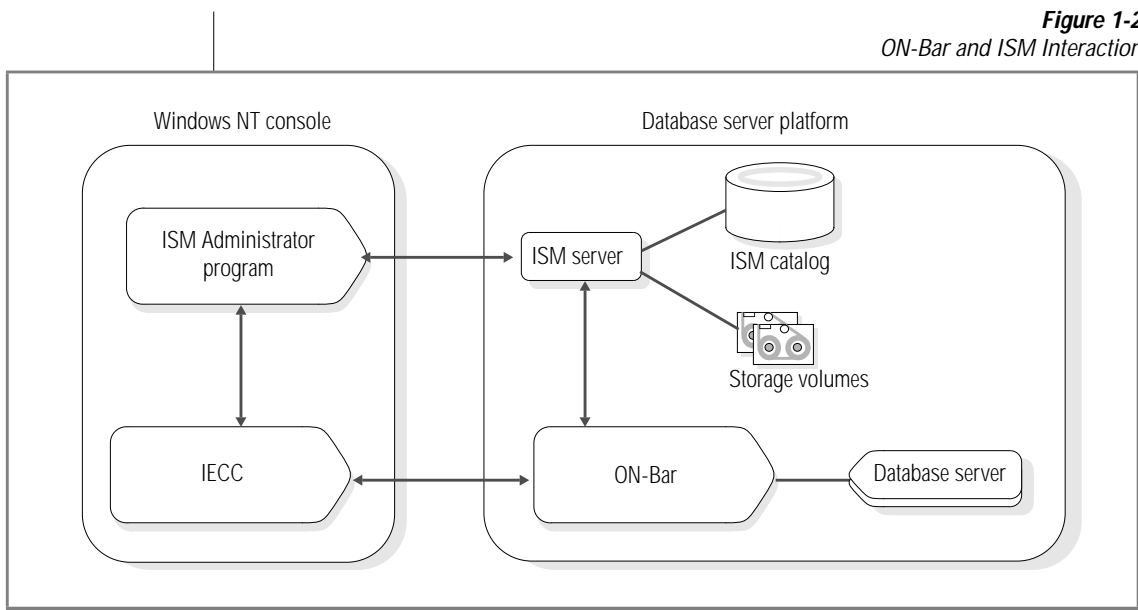 Figure 1-2
ON-Bar and ISM Interaction
Windows NT console
Database server platform
ISM Administrator
program
ISM server
ISM catalog
Storage volumes
IECC
ON-Bar
Database server